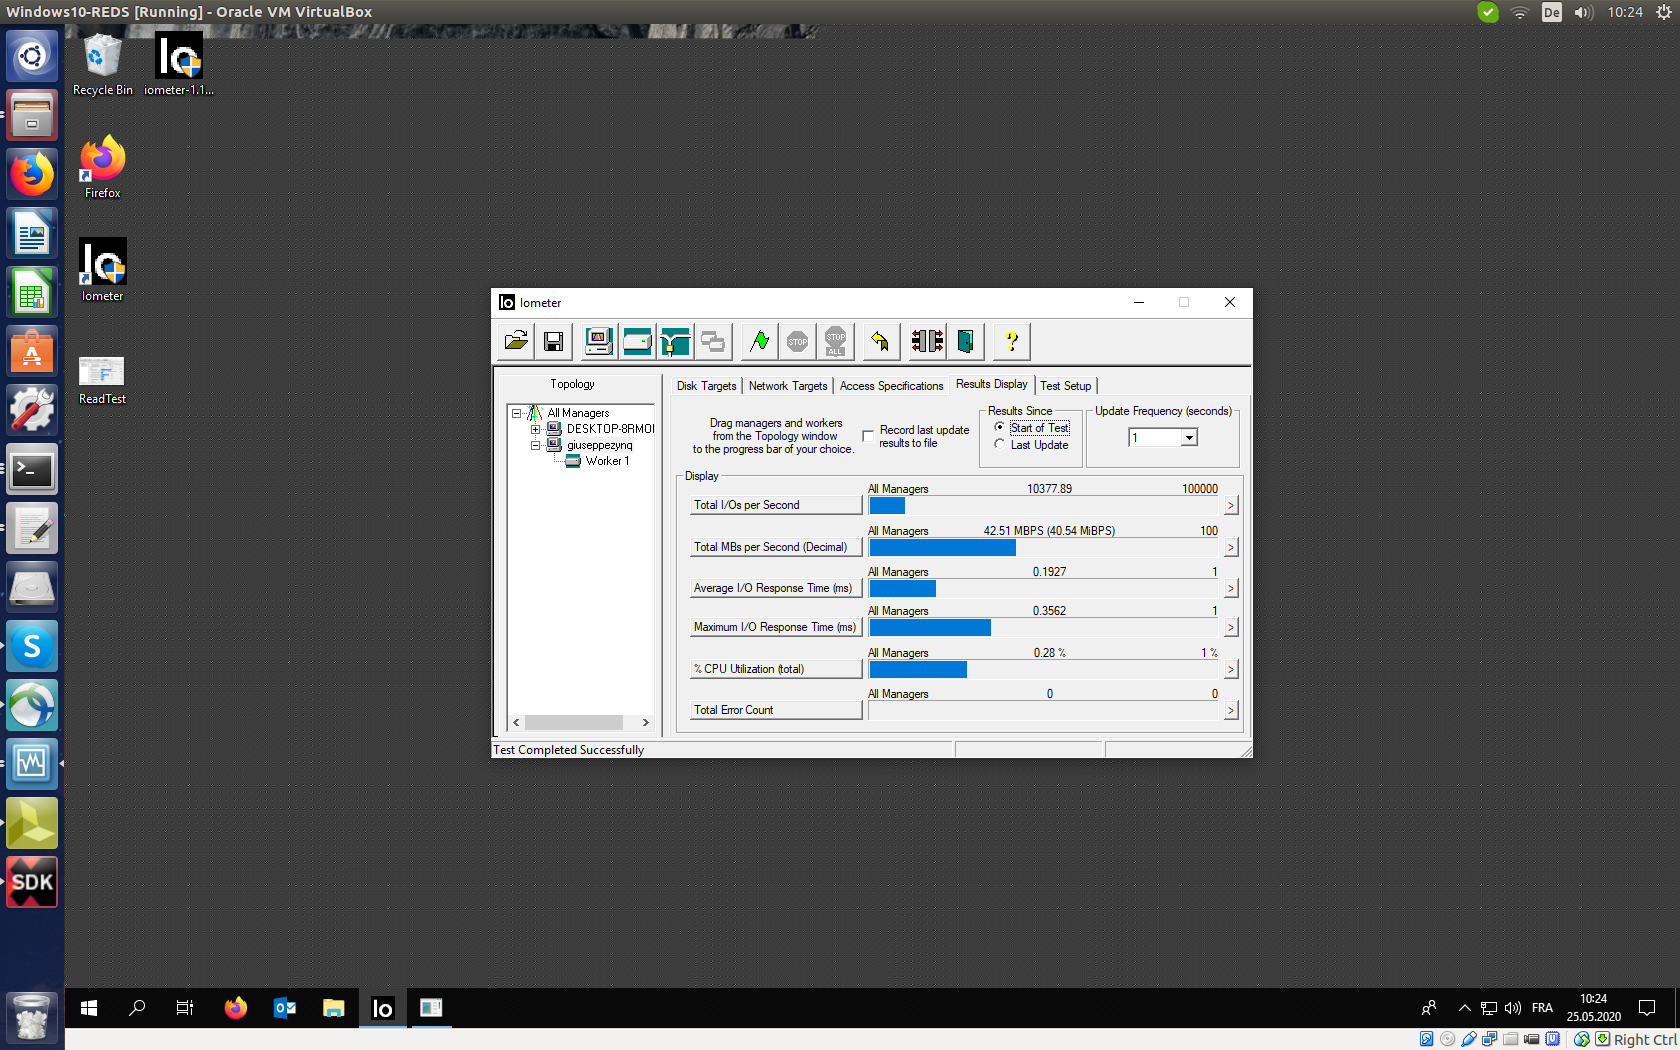 Windows10-REDS [Running] - Oracle VM VirtualBox
De
10:24
Recycle Bin
iometer-1.1...
Firefox
Iometer
ReadTest
SDK
Iometer
STOP
STOP
ALL
Topology
All Managers
DESKTOP-8RMOI
giuseppezynq
Worker 1
Disk Targets
Network Targets
Access Specifications
Results Display
Test Setup
Drag managers and workers
from the Topology window
to the progress bar of your choice.
Record last update
results to file
Results Since
Start of Test
Last Update
Update Frequency (seconds)
1
Display
All Managers 10377.89 100000
Total I/Os per Second
>
All Managers 42.51 MBPS (40.54 MiBPS) 100
Total MBs per Second (Decimal)
>
All Managers 0.1927 1
Average I/O Response Time (ms)
>
All Managers 0.3562 1
Maximum I/O Response Time (ms)
>
All Managers 0.28 % 1 %
% CPU Utilization (total)
>
All Managers 0 0
Total Error Count
>
Test Completed Successfully
FRA
10:24
25.05.2020
Right Ctrl